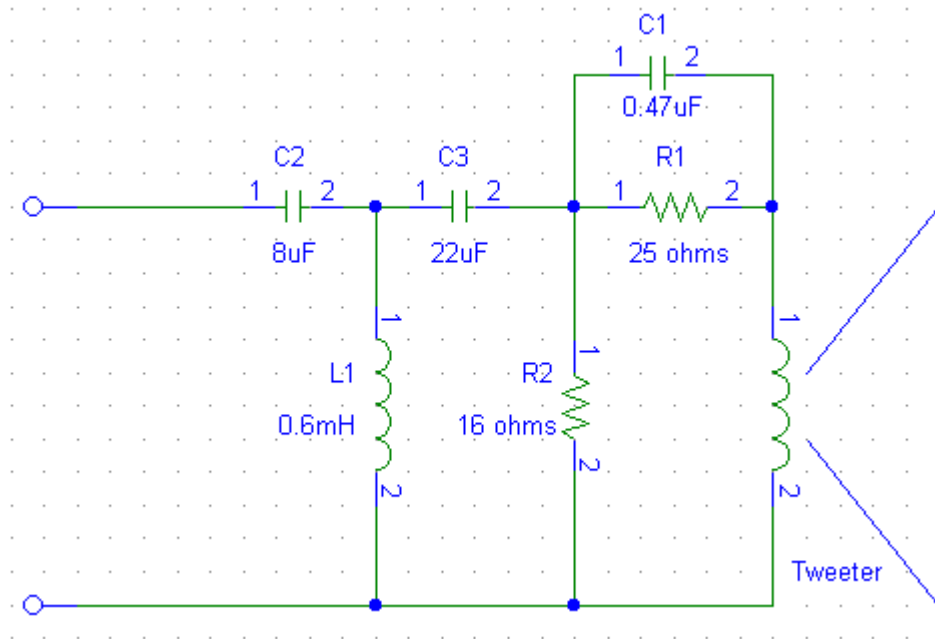 C1
1 2
0.47uF
C2 C3 R1
1 2 1 2 1 2
8uF 22uF 25 ohms
1 1 1
L1 R2
0.6mH 16 ohms
2 2 2
Tweeter